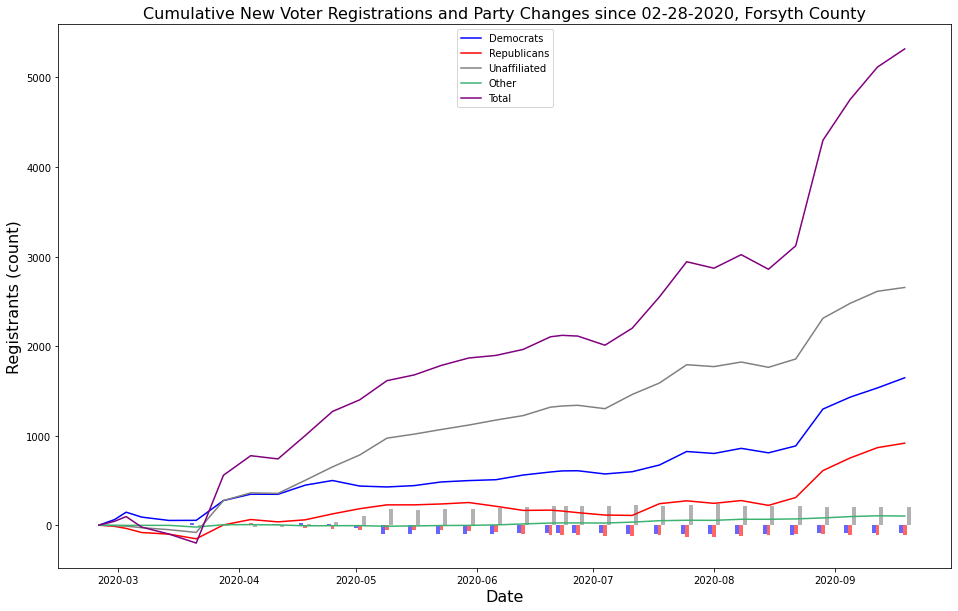 Cumulative New Voter Registrations and Party Changes since 02-28-2020, Forsyth County
Democrats
Republicans
Unaffiliated
Other
Total
Registrants (count)
5000
4000
3000
2000
1000
0
2020-03 2020-04 2020-05 2020-06 2020-07 2020-08 2020-09
Date